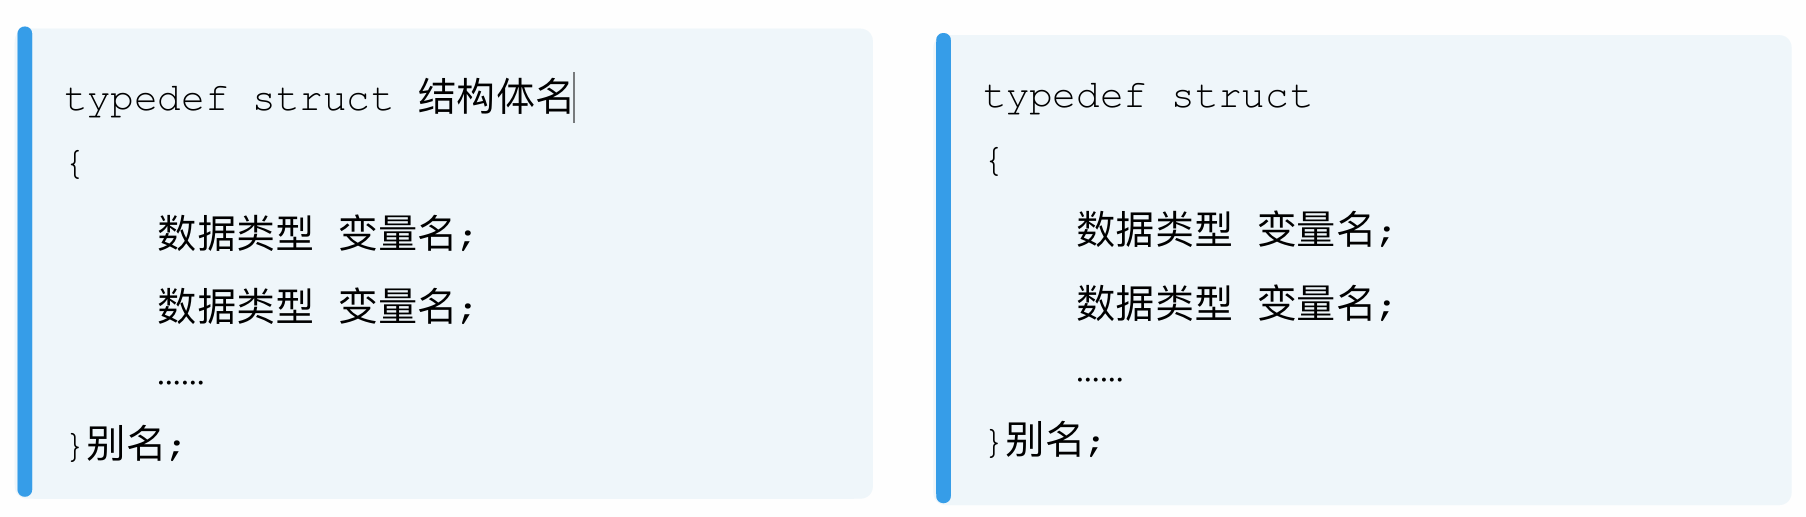 typedef struct 结构体名
{
数据类型 变量名;
数据类型 变量名;
……
}别名;
typedef struct
{
数据类型 变量名;
数据类型 变量名;
……
}别名;